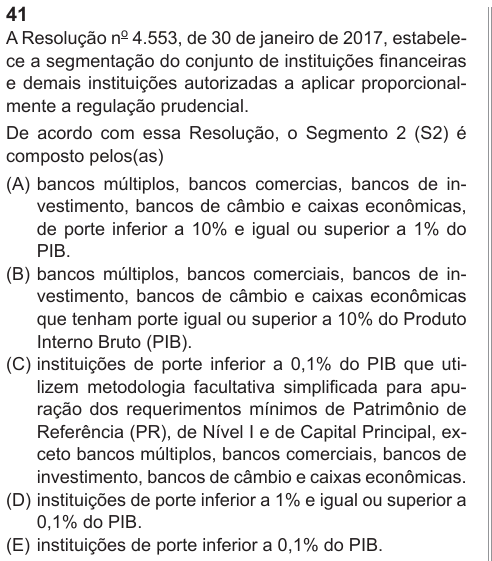 41
A Resolução nº 4.553, de 30 de janeiro de 2017, estabele-
ce a segmentação do conjunto de instituições financeiras
e demais instituições autorizadas a aplicar proporcional-
mente a regulação prudencial.
De acordo com essa Resolução, o Segmento 2 (S2) é
composto pelos(as)
(A) bancos múltiplos, bancos comercias, bancos de in-
vestimento, bancos de câmbio e caixas econômicas,
de porte inferior a 10% e igual ou superior a 1% do
PIB.
(B) bancos múltiplos, bancos comerciais, bancos de in-
vestimento, bancos de câmbio e caixas econômicas
que tenham porte igual ou superior a 10% do Produto
Interno Bruto (PIB).
(C) instituições de porte inferior a 0,1% do PIB que uti-
lizem metodologia facultativa simplificada para apu-
ração dos requerimentos mínimos de Patrimônio de
Referência (PR), de Nível I e de Capital Principal, ex-
ceto bancos múltiplos, bancos comerciais, bancos de
investimento, bancos de câmbio e caixas econômicas.
(D) instituições de porte inferior a 1% e igual ou superior a
0,1% do PIB.
(E) instituições de porte inferior a 0,1% do PIB.